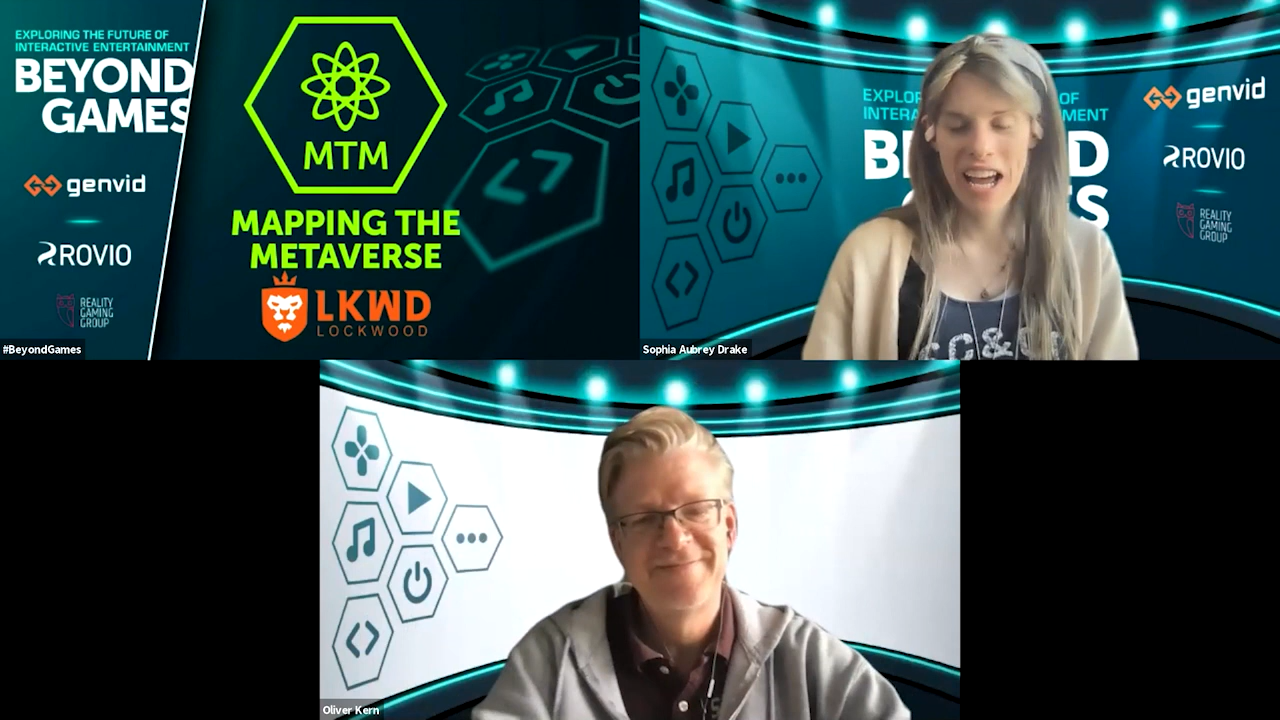 EXPLORING THE FUTURE OF
INTERACTIVE ENTERTAINMENT
BEYOND
GAMES
genvid
ROVIO
REALITY
GAMING
GROUP
#BeyondGames
MTM
MAPPING THE
METAVERSE
LKWD
LOCKWOOD
OF
genvid
ROVIO
REALITY
GAMING
GROUP
C &
Sophia Aubrey Drake
Oliver Kern